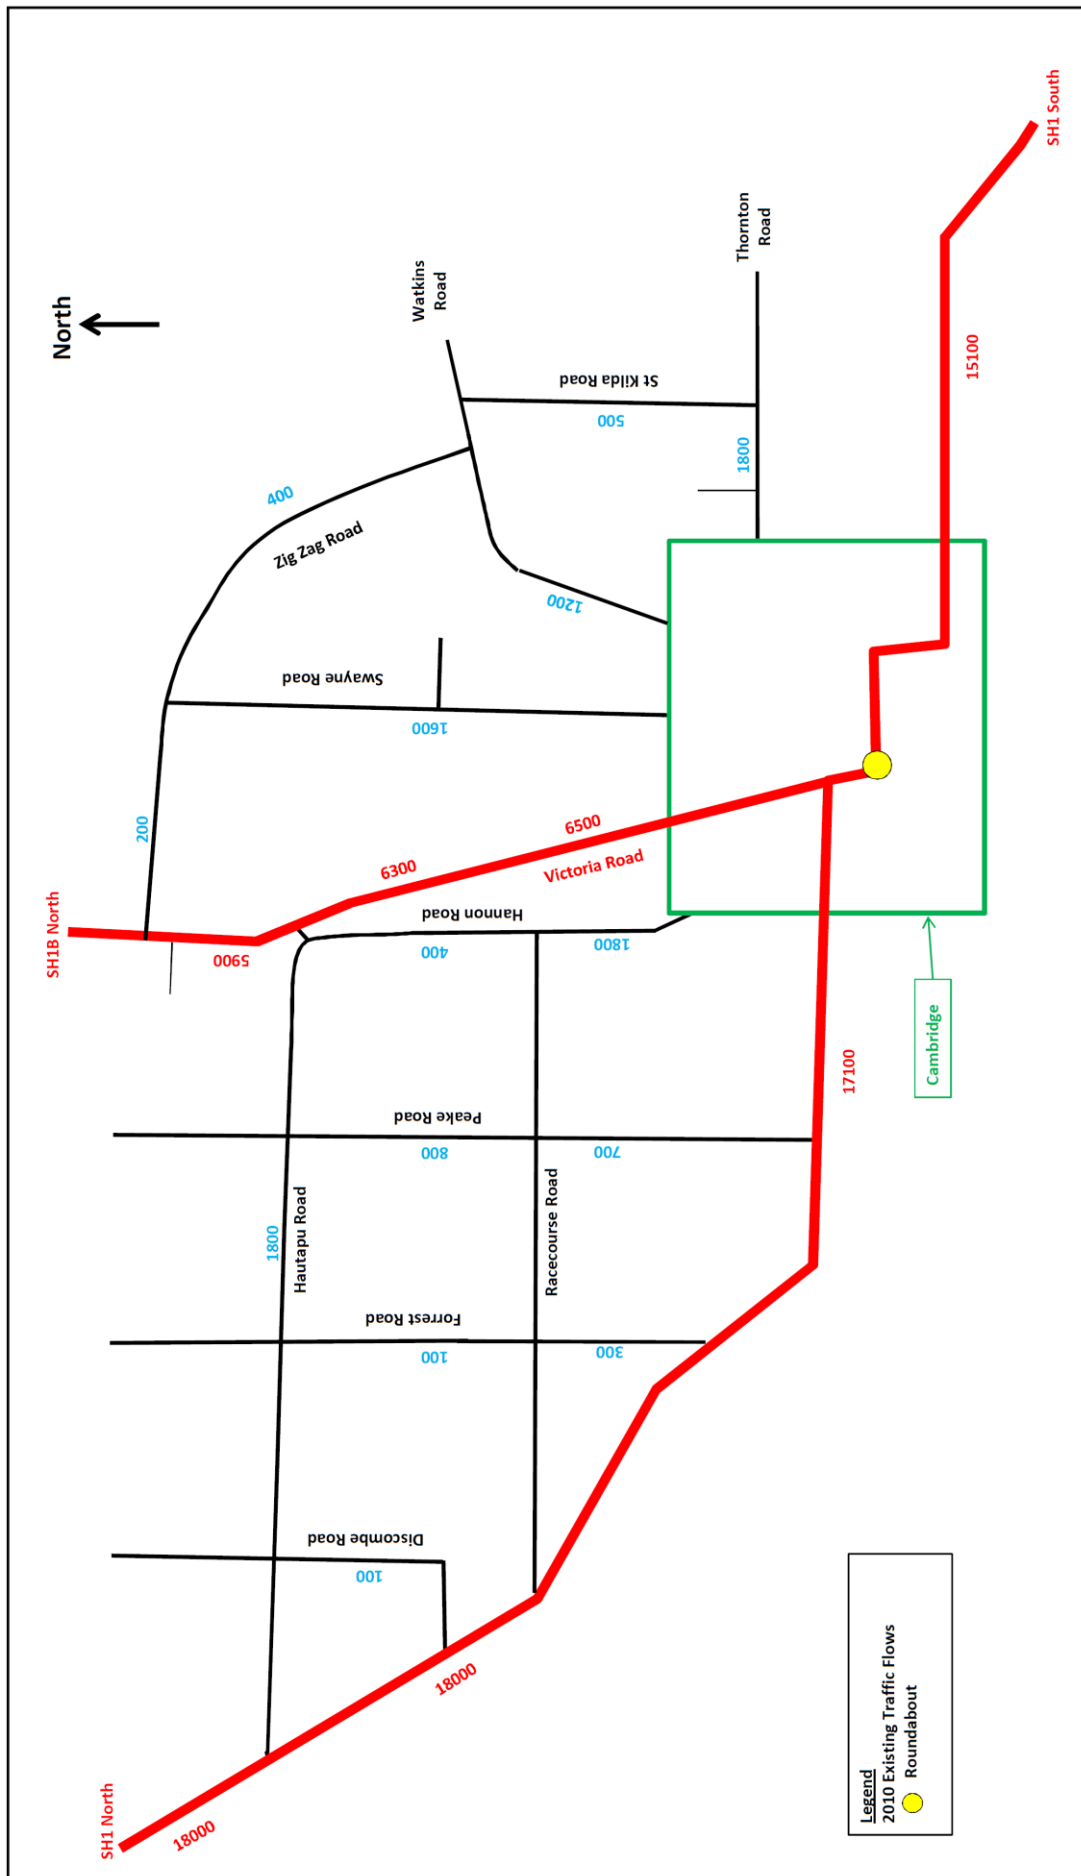 North
SH1 South
Watkins
Road
Thornton
Road
St Kilda Road
500
1800
15100
400
Zig Zag Road
1200
Swayne Road
1600
200
6500
6300
Victoria Road
SH1B North
5900
Hannon Road
400
1800
Cambridge
17100
Peake Road
800
700
Hautapu Road
1800
Racecourse Road
Forrest Road
100
300
Discombe Road
100
18000
SH1 North
18000
Legend
2010 Existing Traffic Flows
Roundabout